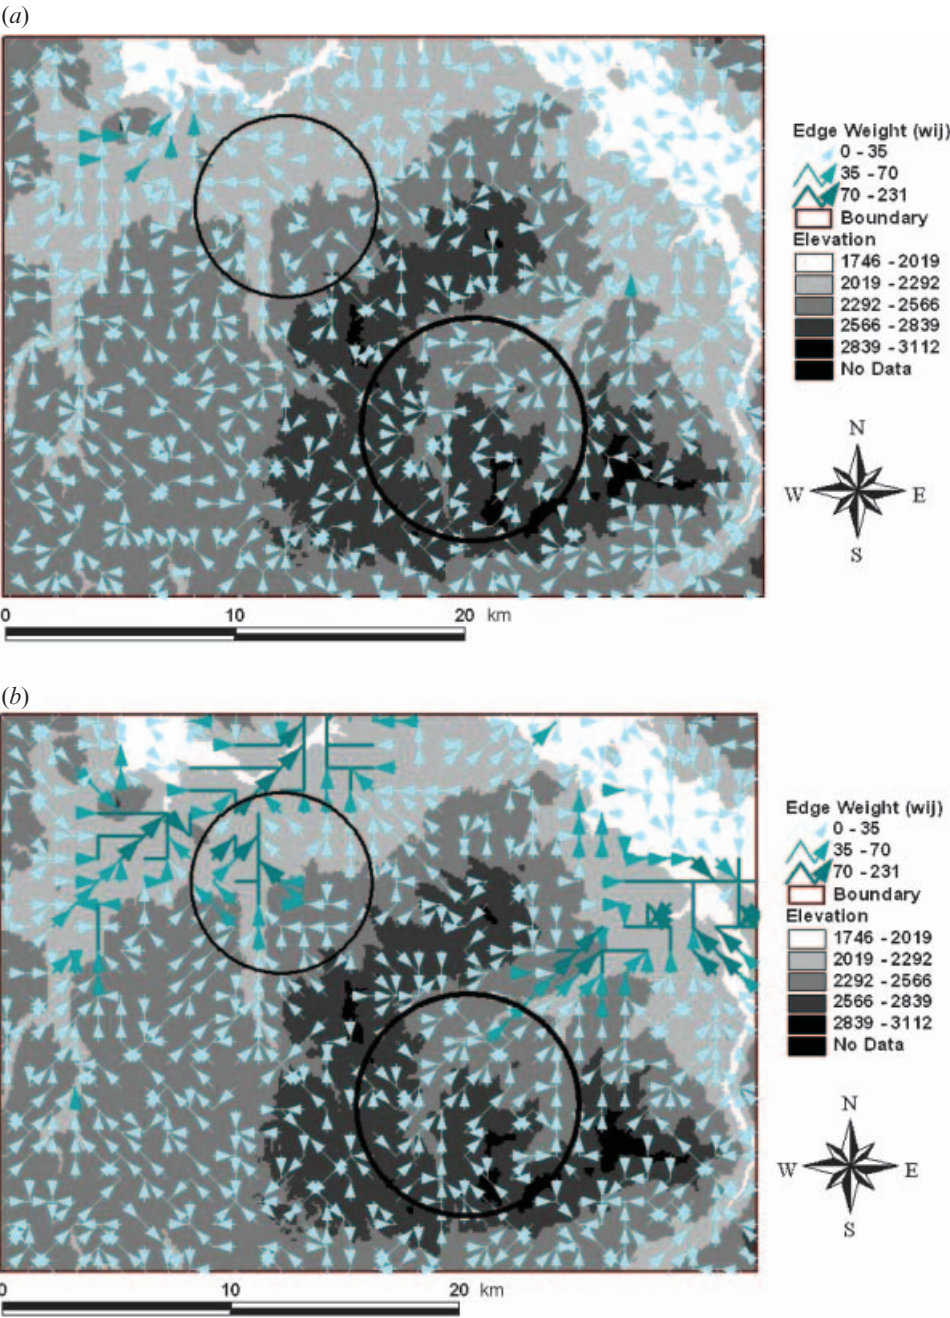 (a)
Edge Weight (wij)
0 - 35
35 - 70
70 - 231
Boundary
Elevation
1746 - 2019
2019 - 2292
2292 - 2566
2566 - 2839
2839 - 3112
No Data
N
W E
S
0 10 20 km
(b)
Edge Weight (wij)
0 - 35
35 - 70
70 - 231
Boundary
Elevation
1746 - 2019
2019 - 2292
2292 - 2566
2566 - 2839
2839 - 3112
No Data
N
W E
S
0 10 20 km